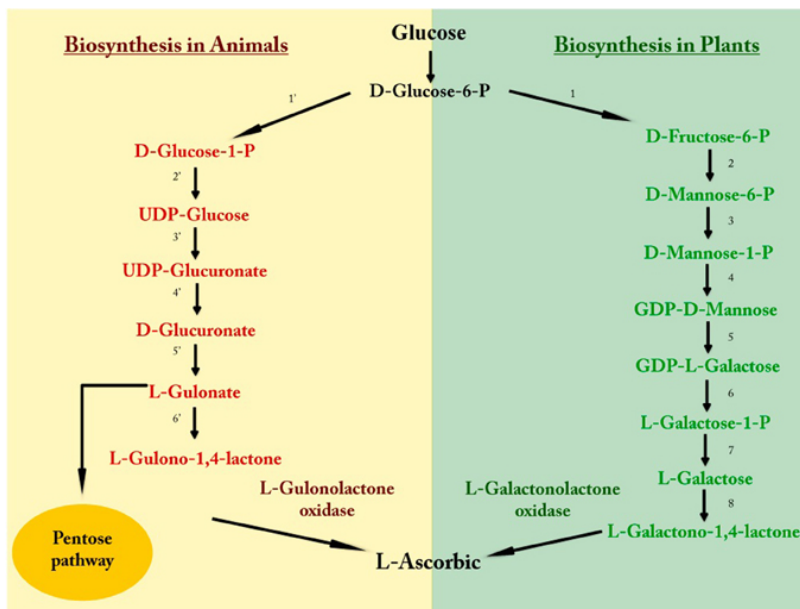 Biosynthesis in Animals
Glucose
Biosynthesis in Plants
D-Glucose-6-P
1'
1
D-Glucose-1-P
2'
UDP-Glucose
3'
UDP-Glucuronate
4'
D-Glucuronate
5'
L-Gulonate
6'
L-Gulono-1,4-lactone
Pentose
pathway
L-Gulonolactone
oxidase
D-Fructose-6-P
2
D-Mannose-6-P
3
D-Mannose-1-P
4
GDP-D-Mannose
5
GDP-L-Galactose
6
L-Galactose-1-P
7
L-Galactose
8
L-Galactono-1,4-lactone
L-Galactonolactone
oxidase
L-Ascorbic